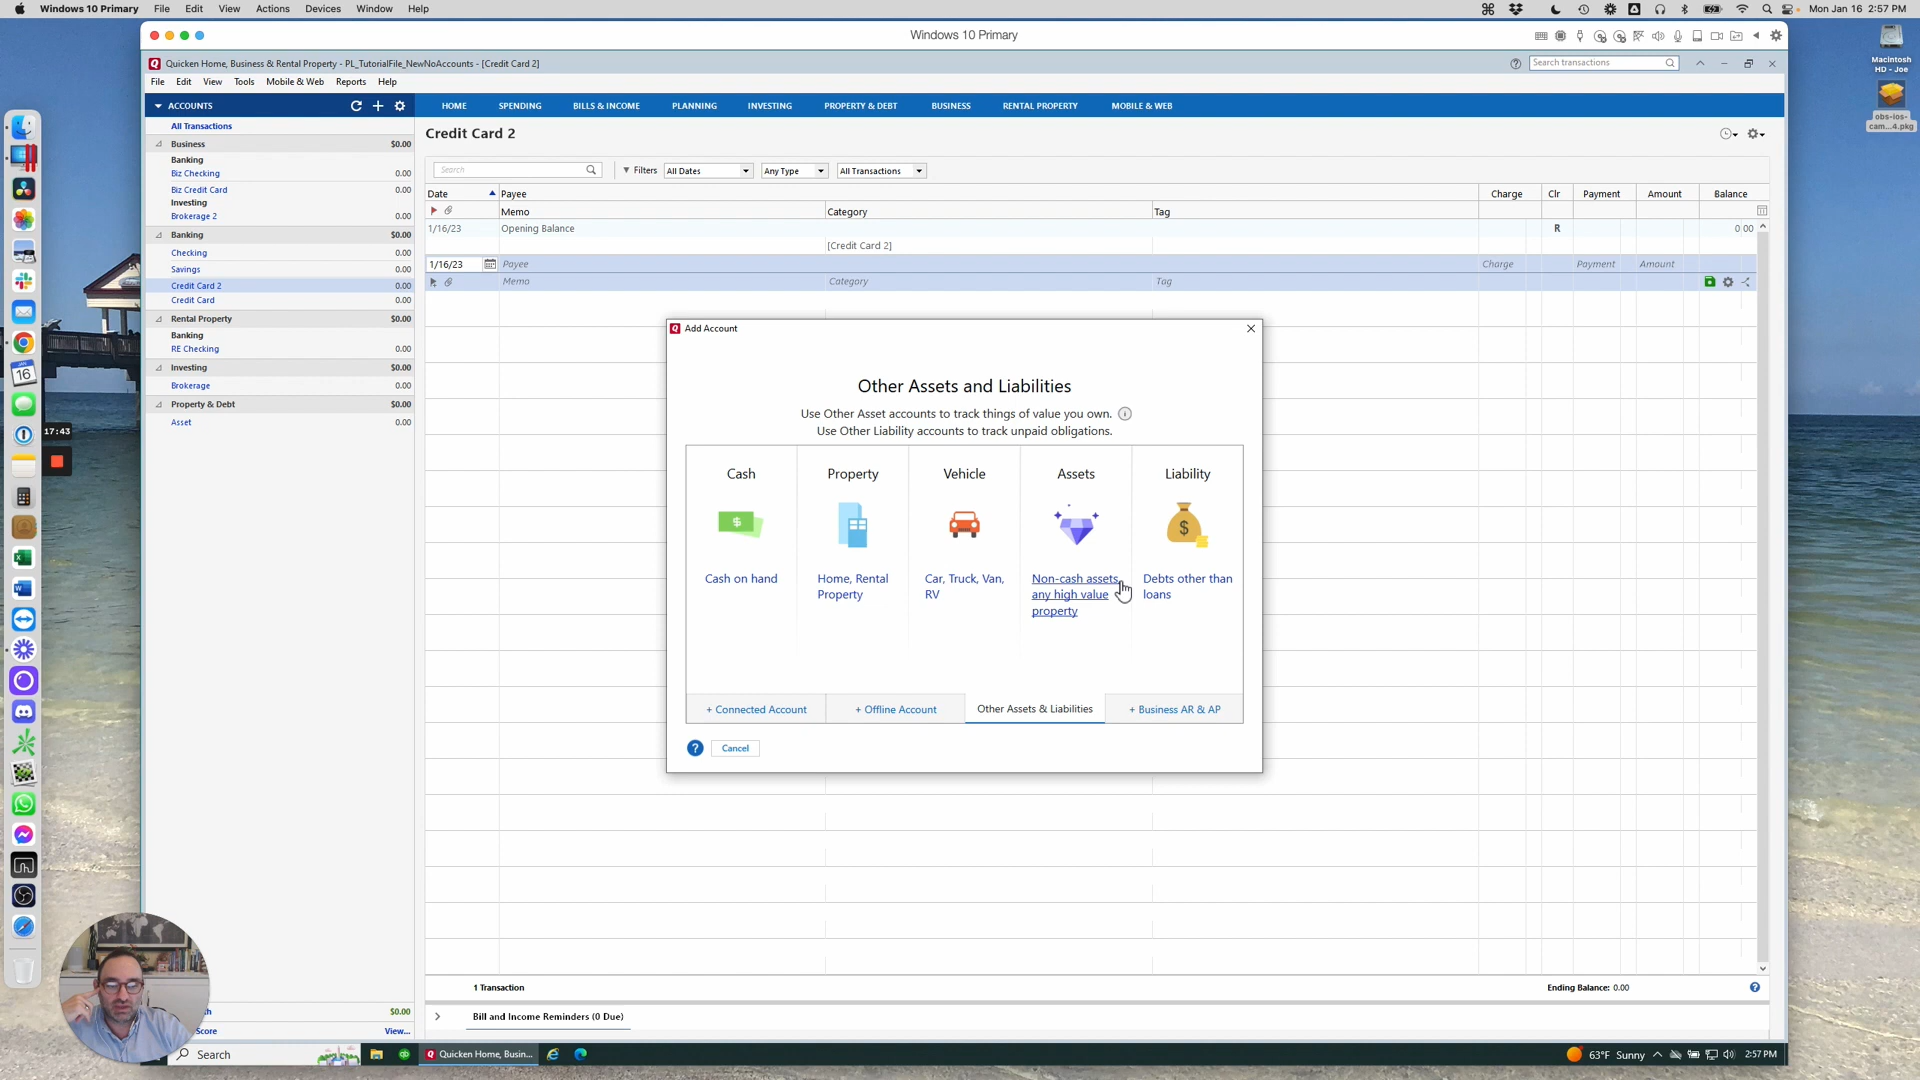 Windows 10 Primary File Edit View Actions Devices Window Help
Mon Jan 16 2:57 PM
Windows 10 Primary
Macintosh
HD - Joe
obs-ios-
cam...4.pkg
Quicken Home, Business & Rental Property - PL_TutorialFile_NewNoAccounts - [Credit Card 2]
Search transactions
File Edit View Tools Mobile & Web Reports Help
ACCOUNTS
HOME SPENDING BILLS & INCOME PLANNING INVESTING PROPERTY & DEBT BUSINESS RENTAL PROPERTY MOBILE & WEB
All Transactions
Business $0.00
Banking
Biz Checking 0.00
Biz Credit Card 0.00
Investing
Brokerage 2 0.00
Banking $0.00
Checking 0.00
Savings 0.00
Credit Card 2 0.00
Credit Card 0.00
Rental Property $0.00
Banking
RE Checking 0.00
Investing $0.00
Brokerage 0.00
Property & Debt $0.00
Asset 0.00
JAN
16
17:43
Credit Card 2
Search Filters All Dates Any Type All Transactions
Date Payee Charge Clr Payment Amount Balance
Memo Category Tag
1/16/23 Opening Balance R 0 00
[Credit Card 2]
1/16/23 Payee Charge Payment Amount
Memo Category Tag
Add Account
Other Assets and Liabilities
Use Other Asset accounts to track things of value you own.
Use Other Liability accounts to track unpaid obligations.
Cash Property Vehicle Assets Liability
Cash on hand
Home, Rental
Property
Car, Truck, Van,
RV
Non-cash assets,
any high value
property
Debts other than
loans
+ Connected Account + Offline Account Other Assets & Liabilities + Business AR & AP
? Cancel
1 Transaction
Ending Balance: 0.00
Bill and Income Reminders (0 Due)
$0.00
Score View...
Search
Quicken Home, Busin...
63°F Sunny
2:57 PM